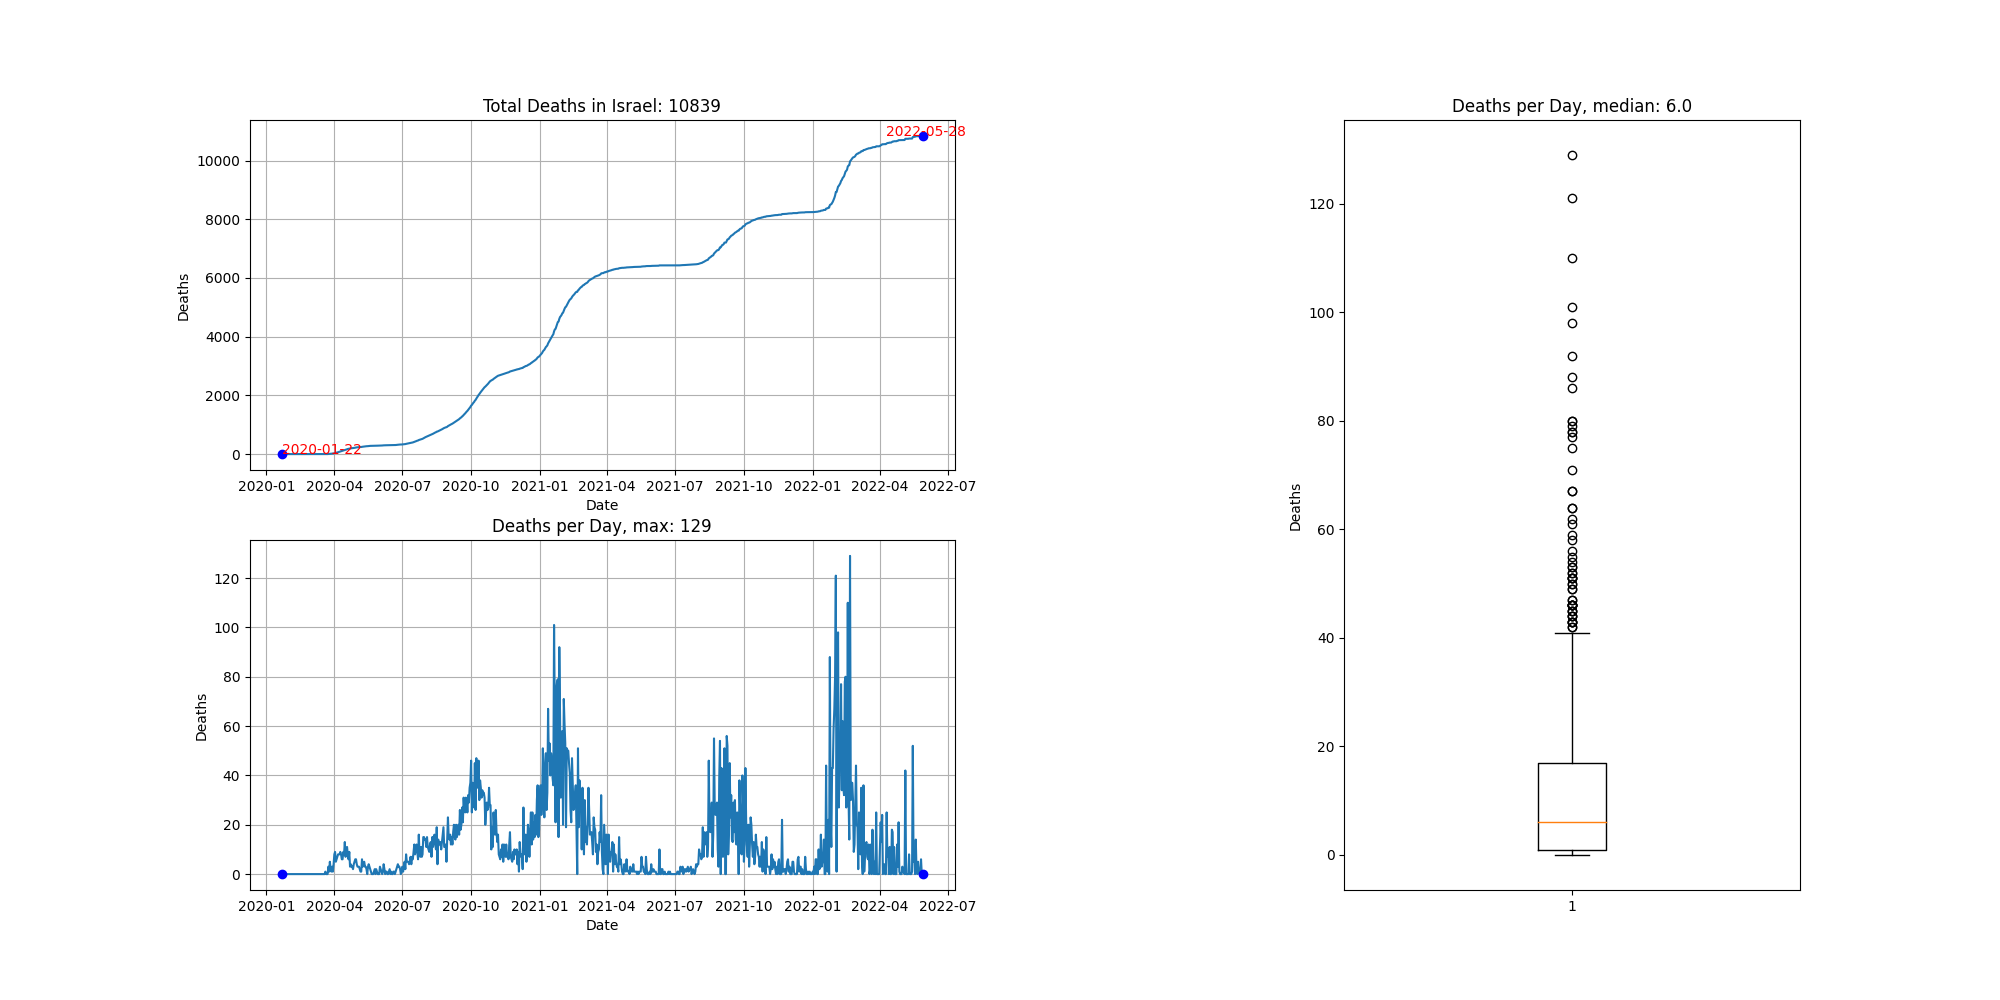 Total Deaths in Israel: 10839
Deaths
10000
8000
6000
4000
2000
0
2020-01-22
2022-05-28
2020-01 2020-04 2020-07 2020-10 2021-01 2021-04 2021-07 2021-10 2022-01 2022-04 2022-07
Date
Deaths per Day, max: 129
Deaths
120
100
80
60
40
20
0
2020-01 2020-04 2020-07 2020-10 2021-01 2021-04 2021-07 2021-10 2022-01 2022-04 2022-07
Date
Deaths per Day, median: 6.0
Deaths
120
100
80
60
40
20
0
1